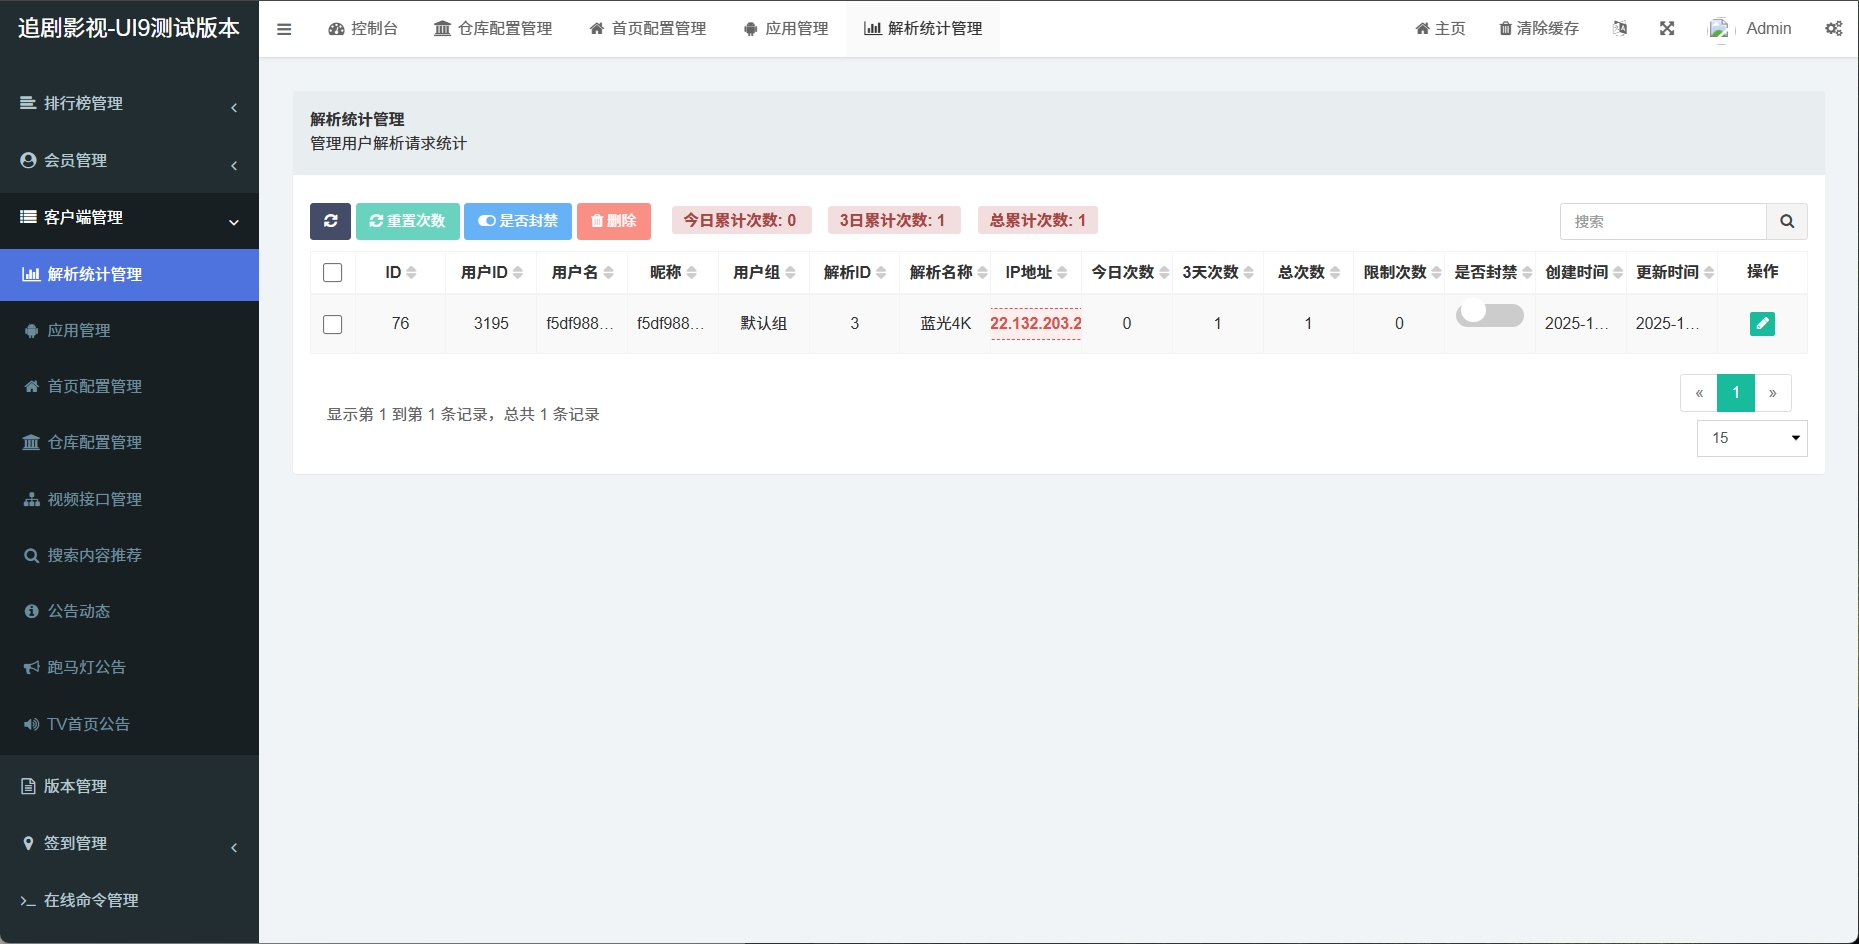 追剧影视-UI9测试版本
控制台
仓库配置管理
首页配置管理
应用管理
解析统计管理
主页
清除缓存
Admin
排行榜管理
会员管理
客户端管理
解析统计管理
应用管理
首页配置管理
仓库配置管理
视频接口管理
搜索内容推荐
公告动态
跑马灯公告
TV首页公告
版本管理
签到管理
在线命令管理
解析统计管理
管理用户解析请求统计
重置次数
是否封禁
删除
今日累计次数: 0
3日累计次数: 1
总累计次数: 1
搜索
ID 用户ID 用户名 昵称 用户组 解析ID 解析名称 IP地址 今日次数 3天次数 总次数 限制次数 是否封禁 创建时间 更新时间 操作
76 3195 f5df988... f5df988... 默认组 3 蓝光4K 22.132.203.2 0 1 1 0 2025-1... 2025-1...
« 1 »
显示第 1 到第 1 条记录，总共 1 条记录
15